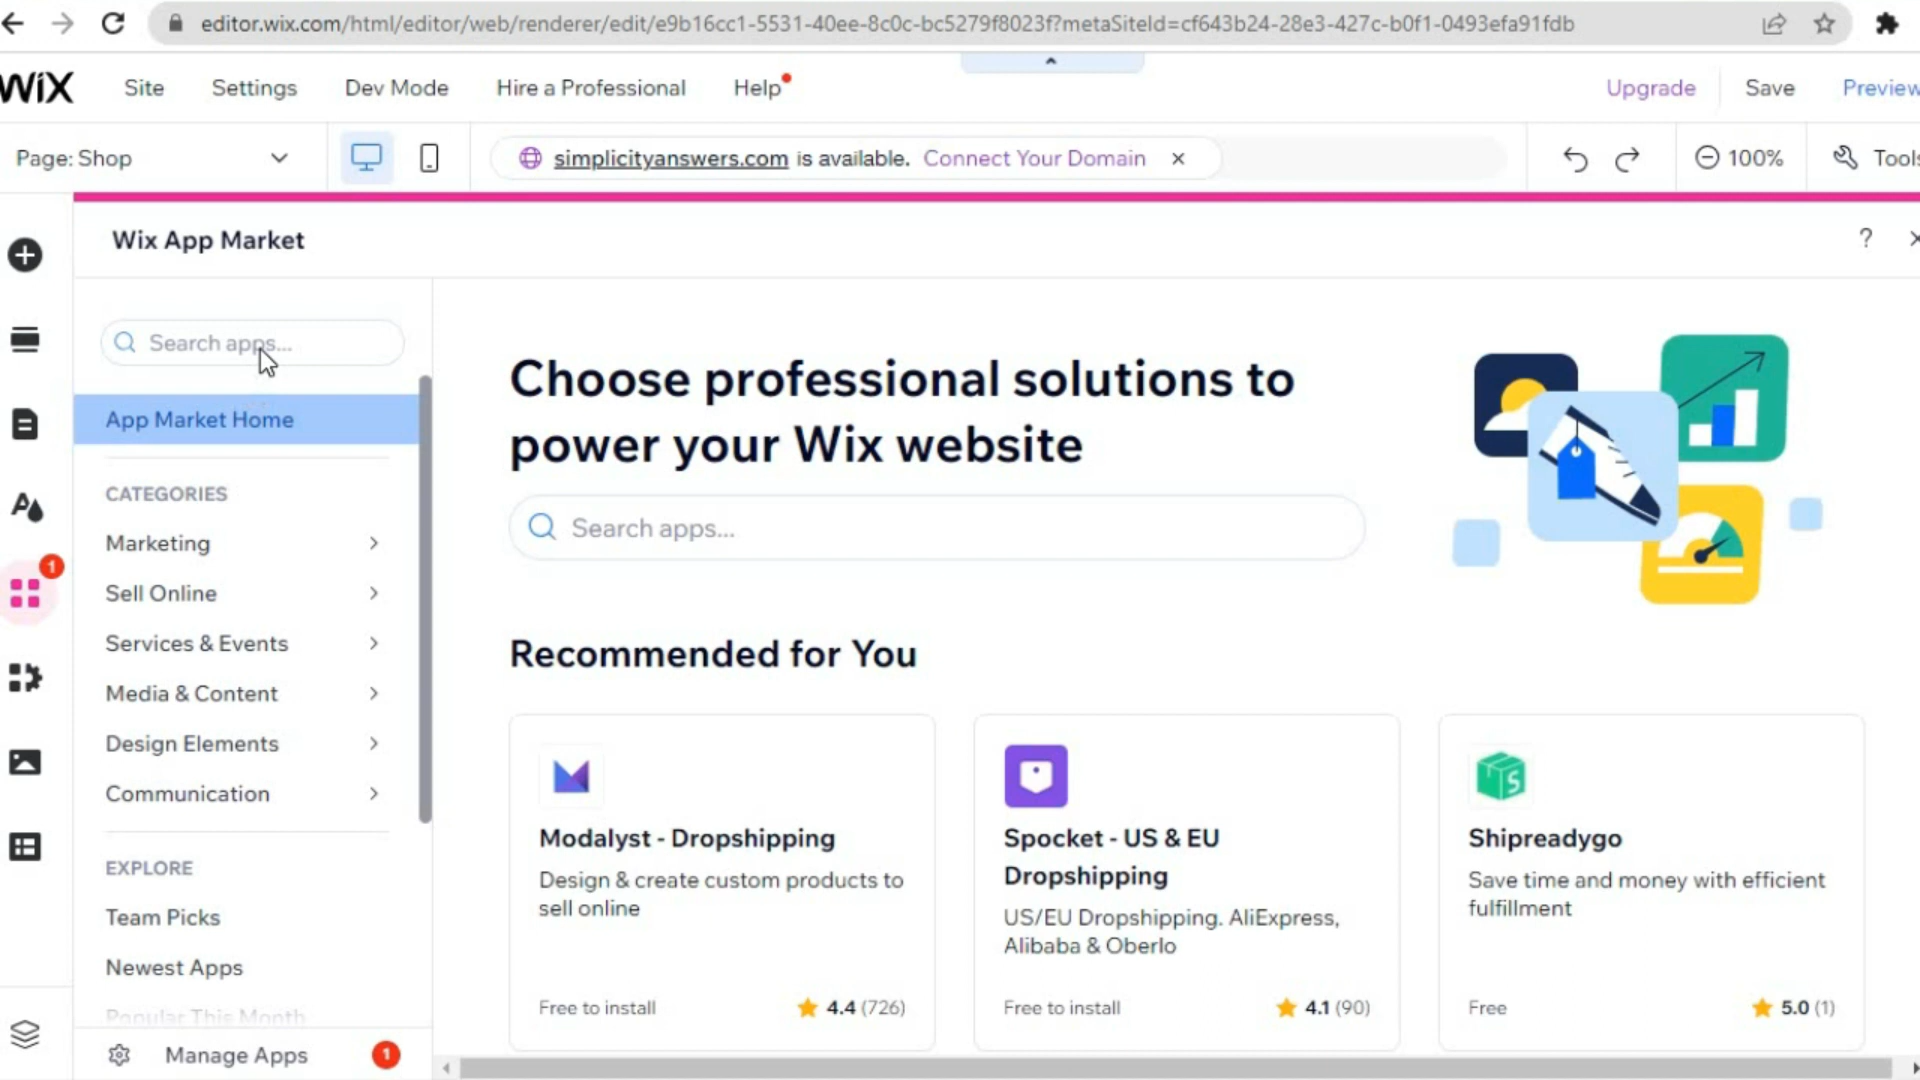 editor.wix.com/html/editor/web/renderer/edit/e9b16cc1-5531-40ee-8c0c-bc5279f8023f?metaSiteId=cf643b24-28e3-427c-b0f1-0493efa91fdb
WiX Site Settings Dev Mode Hire a Professional Help Upgrade Save Preview
Page: Shop simplicityanswers.com is available. Connect Your Domain 100% Tools
Wix App Market ?
Search apps...
App Market Home
CATEGORIES
Marketing
Sell Online
Services & Events
Media & Content
Design Elements
Communication
EXPLORE
Team Picks
Newest Apps
Popular This Month
Manage Apps 1
1
Choose professional solutions to
power your Wix website
Search apps...
Recommended for You
Modalyst - Dropshipping
Design & create custom products to
sell online
Free to install 4.4 (726)
Spocket - US & EU
Dropshipping
US/EU Dropshipping. AliExpress,
Alibaba & Oberlo
Free to install 4.1 (90)
S
Shipreadygo
Save time and money with efficient
fulfillment
Free 5.0 (1)